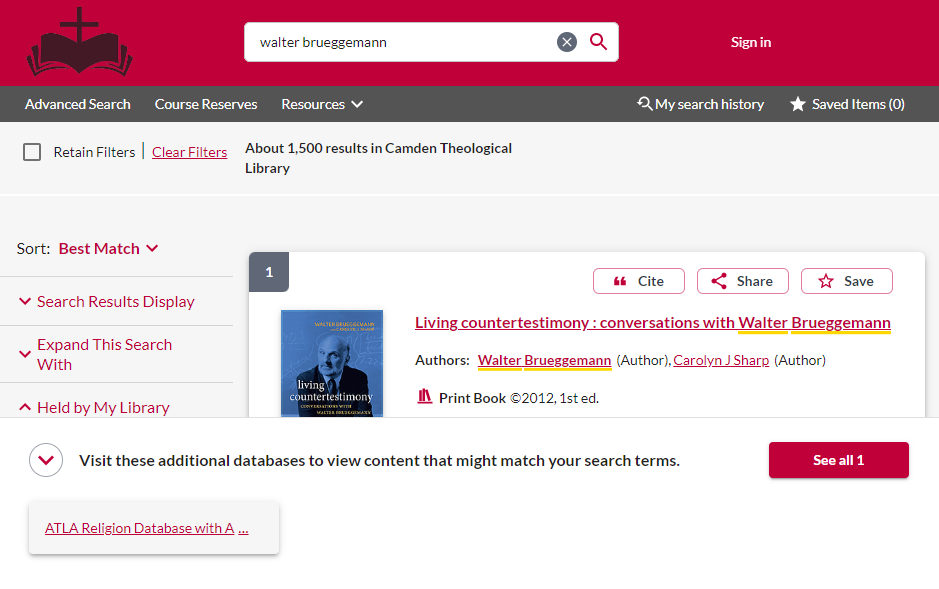 walter brueggemann
Sign in
Advanced Search
Course Reserves
Resources
My search history
Saved Items (0)
Retain Filters
Clear Filters
About 1,500 results in Camden Theological
Library
Sort: Best Match
Search Results Display
Expand This Search
With
Held by My Library
1
Cite
Share
Save
WALTER BRUEGGEMANN
living
countertestimony
CONVERSATIONS WITH
WALTER BRUEGGEMANN
Living countertestimony : conversations with Walter Brueggemann
Authors: Walter Brueggemann (Author), Carolyn J Sharp (Author)
Print Book ©2012, 1st ed.
Visit these additional databases to view content that might match your search terms.
See all 1
ATLA Religion Database with A ...